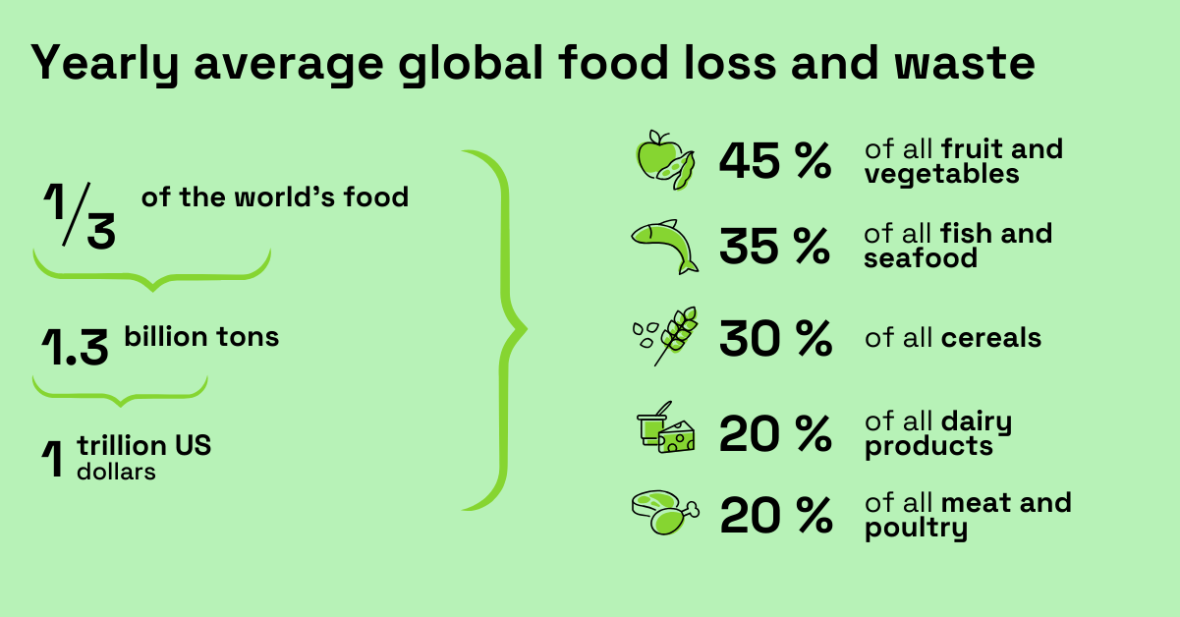 Yearly average global food loss and waste
1/3 of the world's food
1.3 billion tons
1 trillion US
dollars
45 % of all fruit and
vegetables
35 % of all fish and
seafood
30 % of all cereals
20 % of all dairy
products
20 % of all meat and
poultry